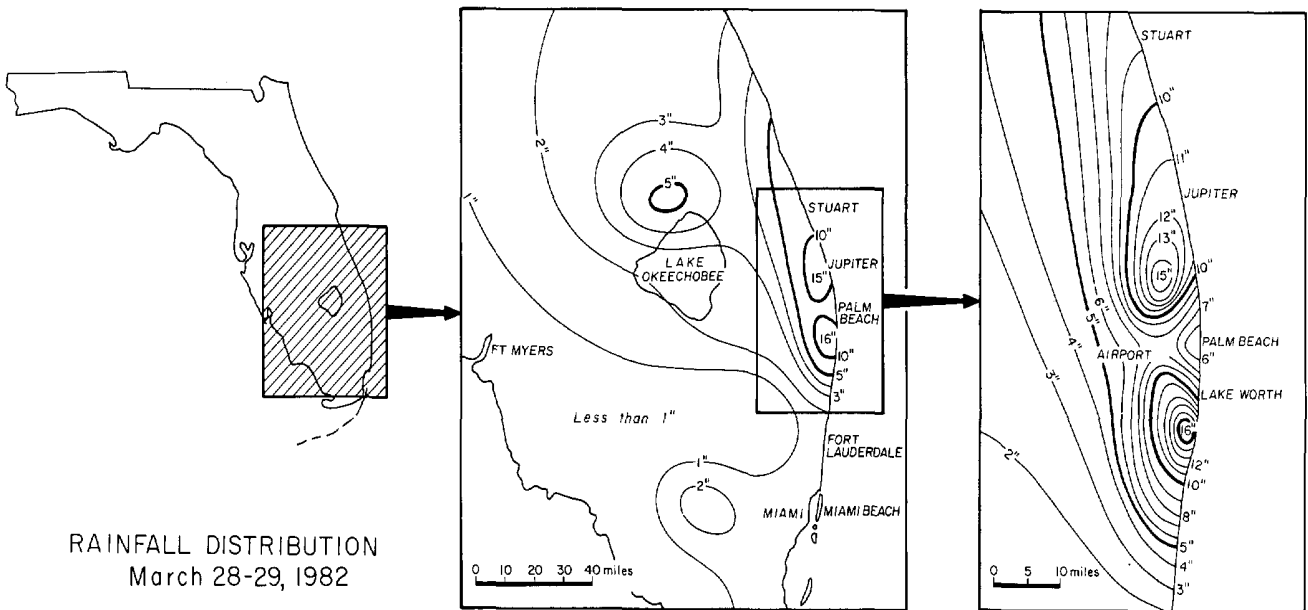 RAINFALL DISTRIBUTION
March 28-29, 1982
3"
2"
4"
5"
1"
STUART
10"
LAKE
OKEECHOBEE
JUPITER
15"
PALM
BEACH
16"
10"
5"
3"
FT MYERS
Less than 1"
FORT
LAUDERDALE
1"
2"
MIAMI
MIAMI BEACH
0 10 20 30 40 miles
STUART
10"
11"
JUPITER
12"
13"
15"
10"
7"
6"
5"
4"
3"
AIRPORT
PALM BEACH
6"
LAKE WORTH
16"
2"
12"
10"
8"
5"
4"
3"
0 5 10 miles